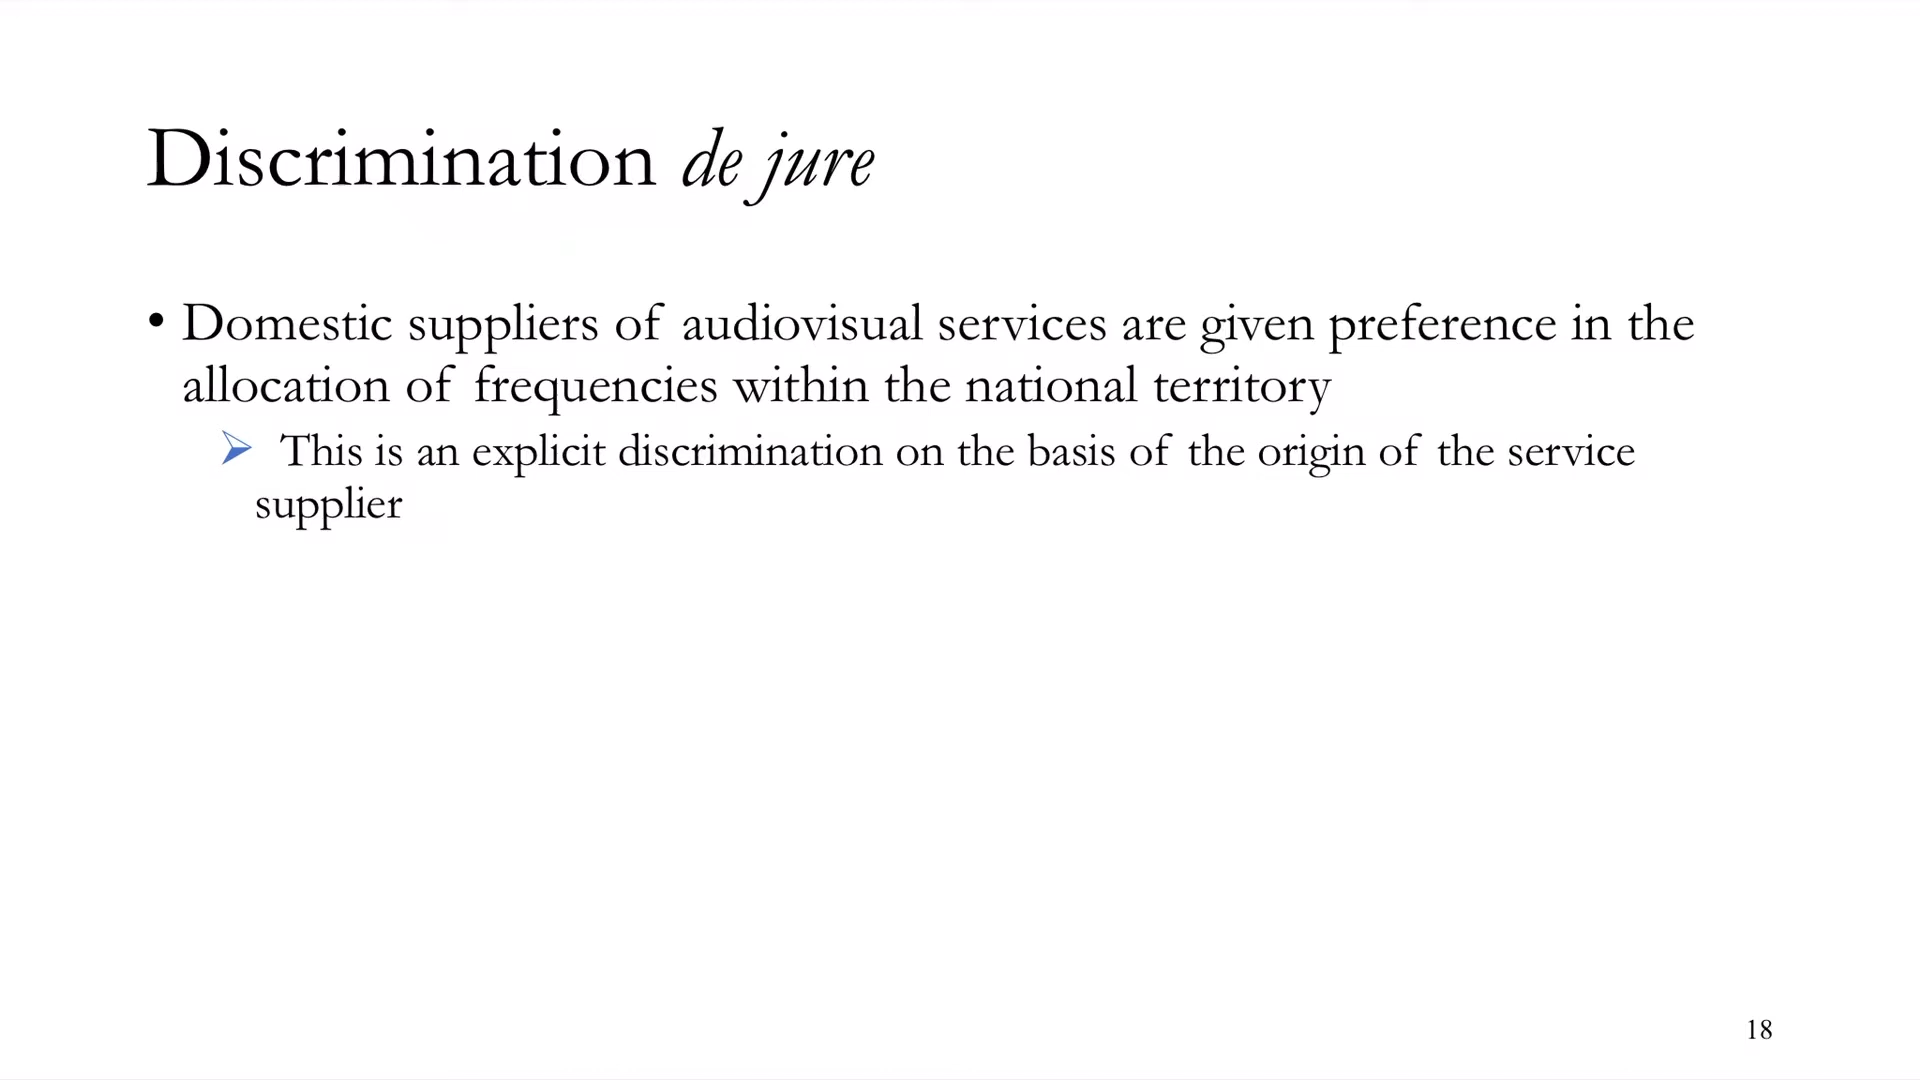 Discrimination de jure
• Domestic suppliers of audiovisual services are given preference in the
allocation of frequencies within the national territory
➢ This is an explicit discrimination on the basis of the origin of the service
supplier
18